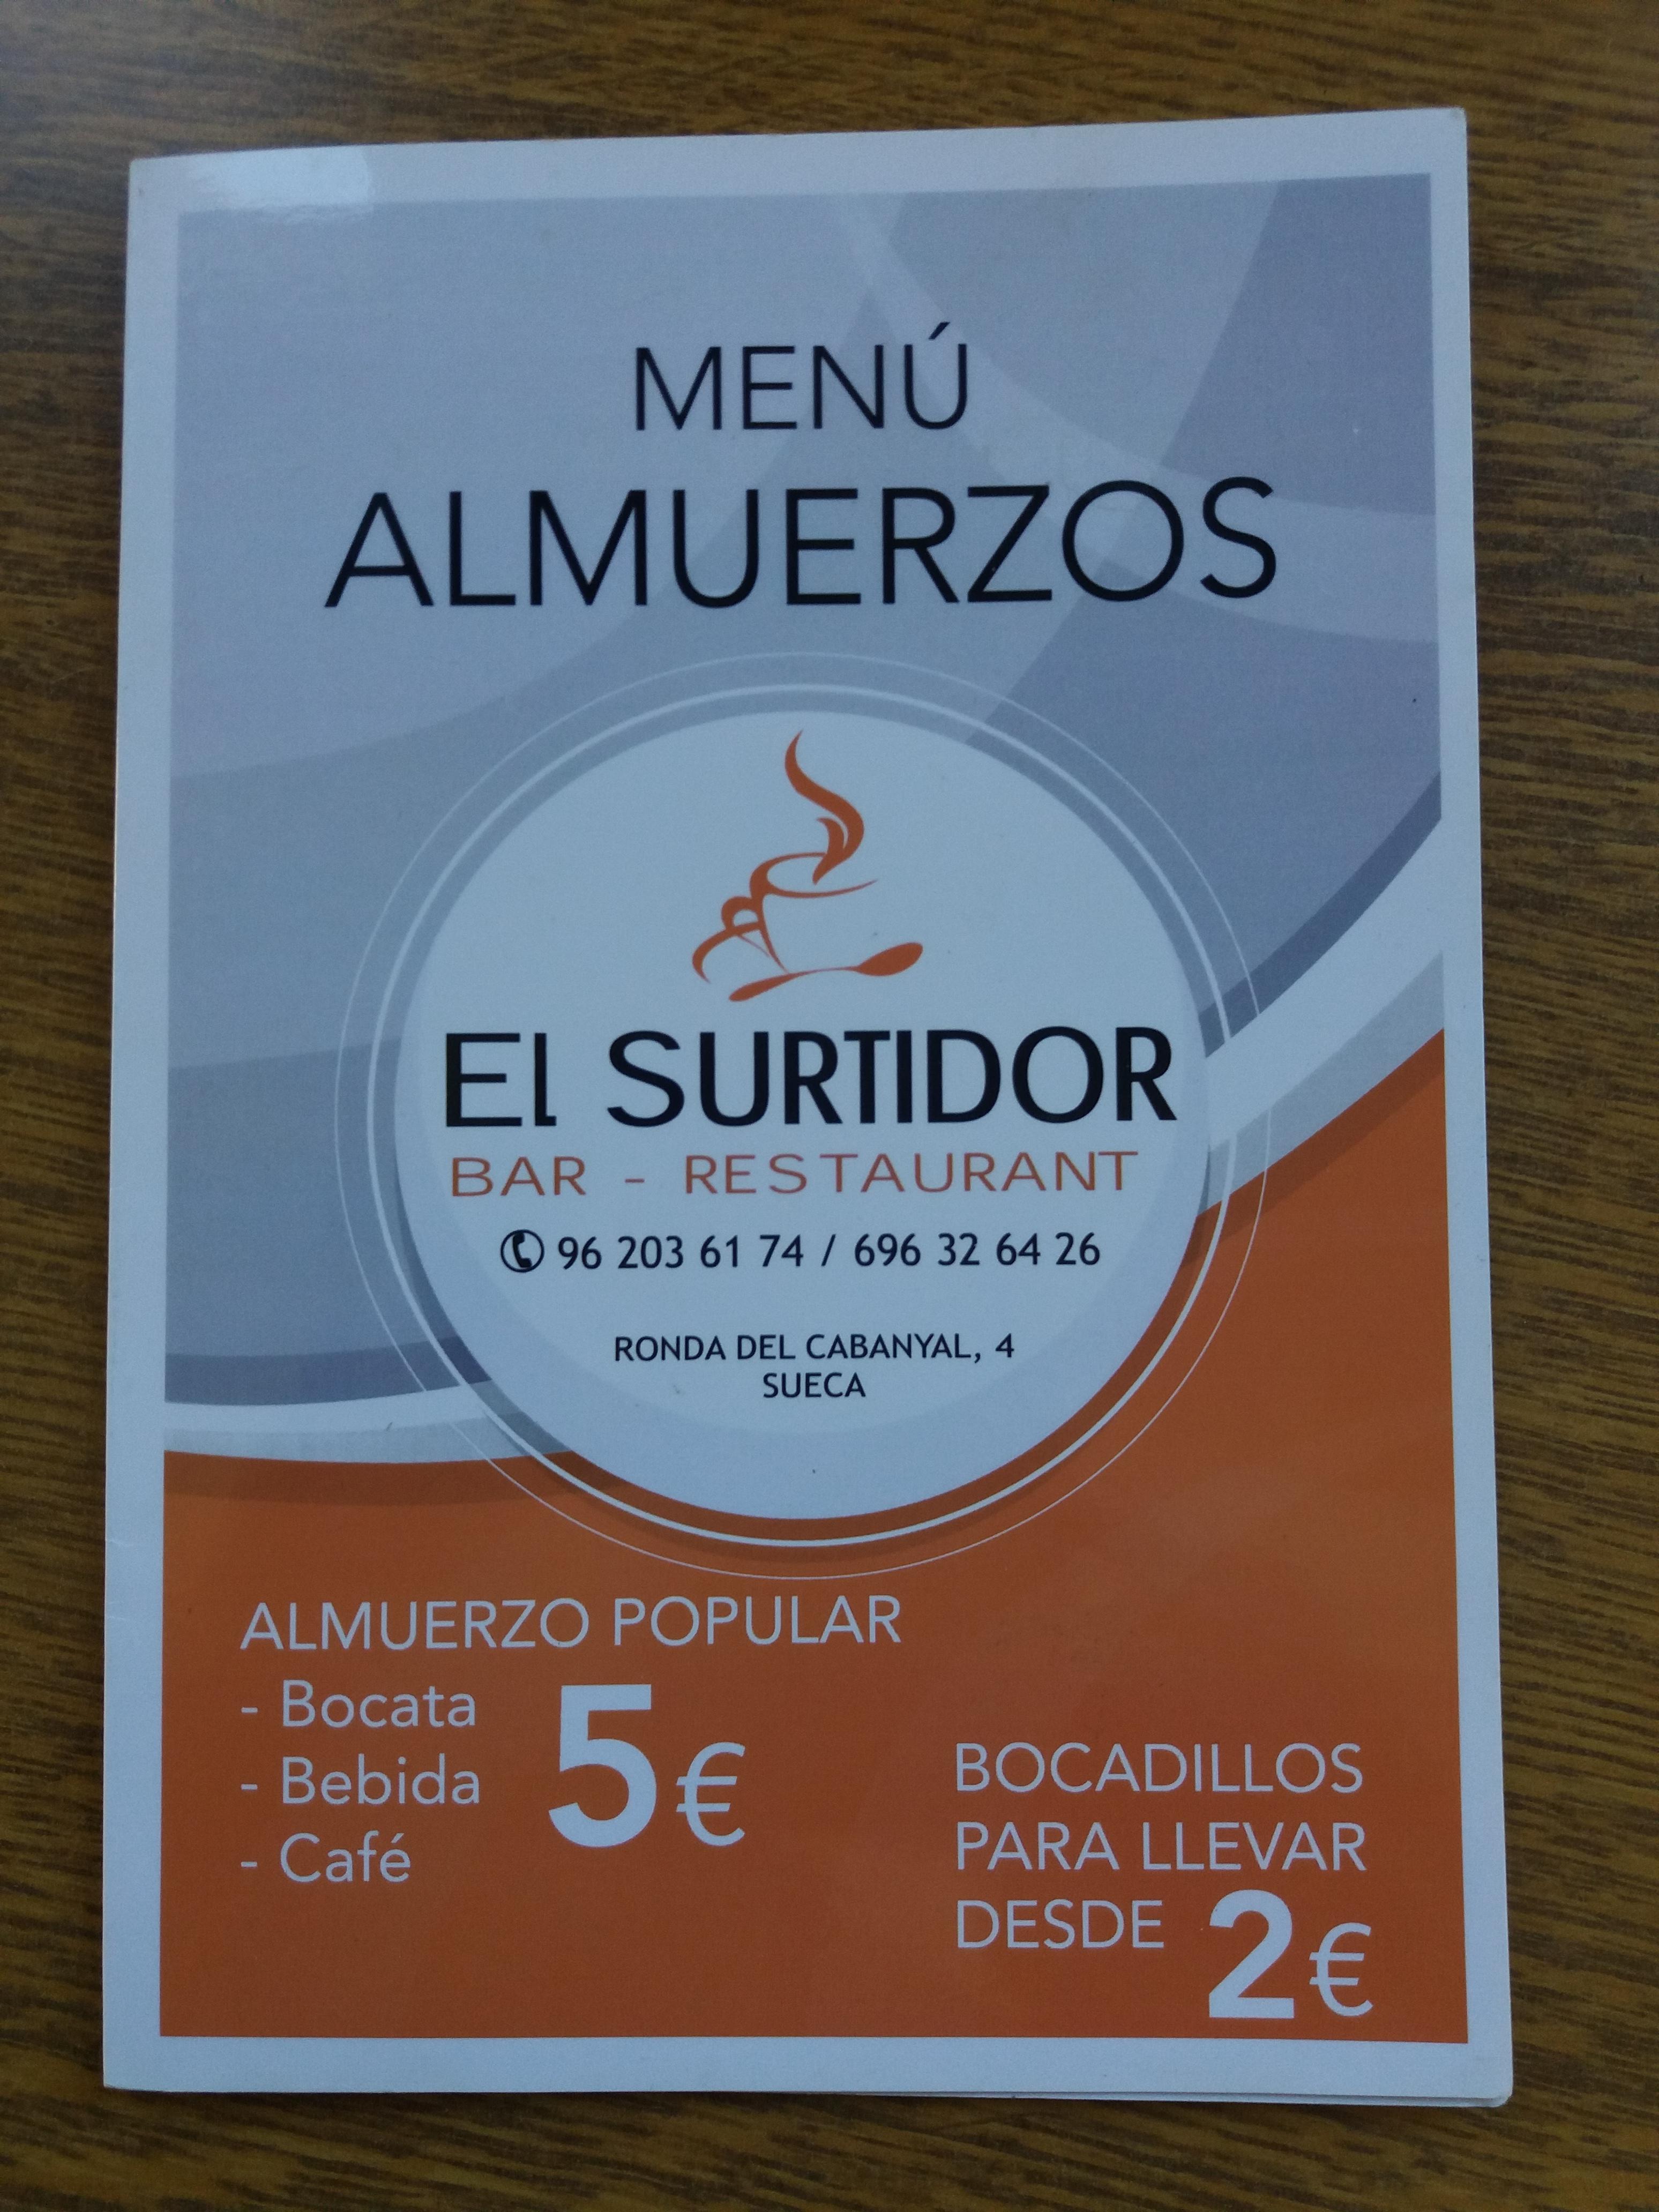 MENÚ
ALMUERZOS
El SURTIDOR
BAR - RESTAURANT
96 203 61 74 / 696 32 64 26
RONDA DEL CABANYAL, 4
SUECA
ALMUERZO POPULAR
- Bocata
- Bebida
- Café
5€
BOCADILLOS
PARA LLEVAR
DESDE 2€